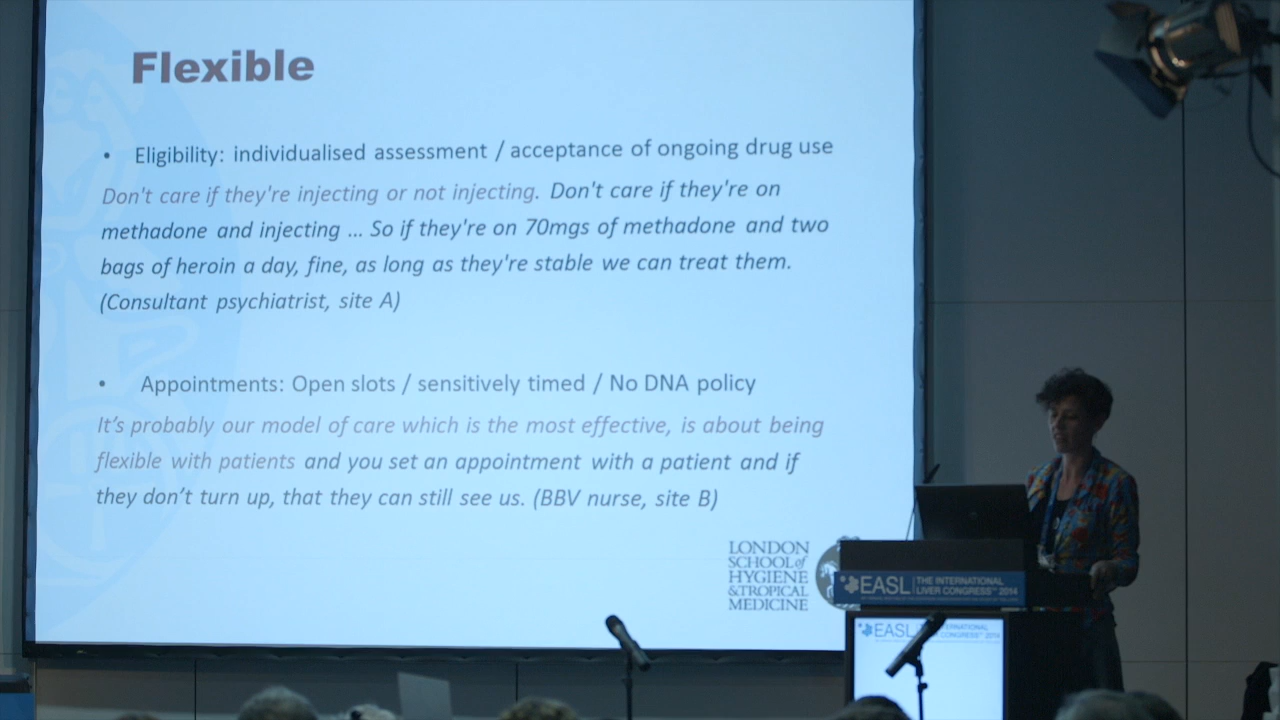 Flexible
• Eligibility: individualised assessment / acceptance of ongoing drug use
Don't care if they're injecting or not injecting. Don't care if they're on
methadone and injecting ... So if they're on 70mgs of methadone and two
bags of heroin a day, fine, as long as they're stable we can treat them.
(Consultant psychiatrist, site A)
• Appointments: Open slots / sensitively timed / No DNA policy
It's probably our model of care which is the most effective, is about being
flexible with patients and you set an appointment with a patient and if
they don't turn up, that they can still see us. (BBV nurse, site B)
LONDON
SCHOOL of
HYGIENE
& TROPICAL
MEDICINE
EASL THE INTERNATIONAL
LIVER CONGRESS™ 2014
EASL INTERNATIONAL
CONGRESS™ 2014